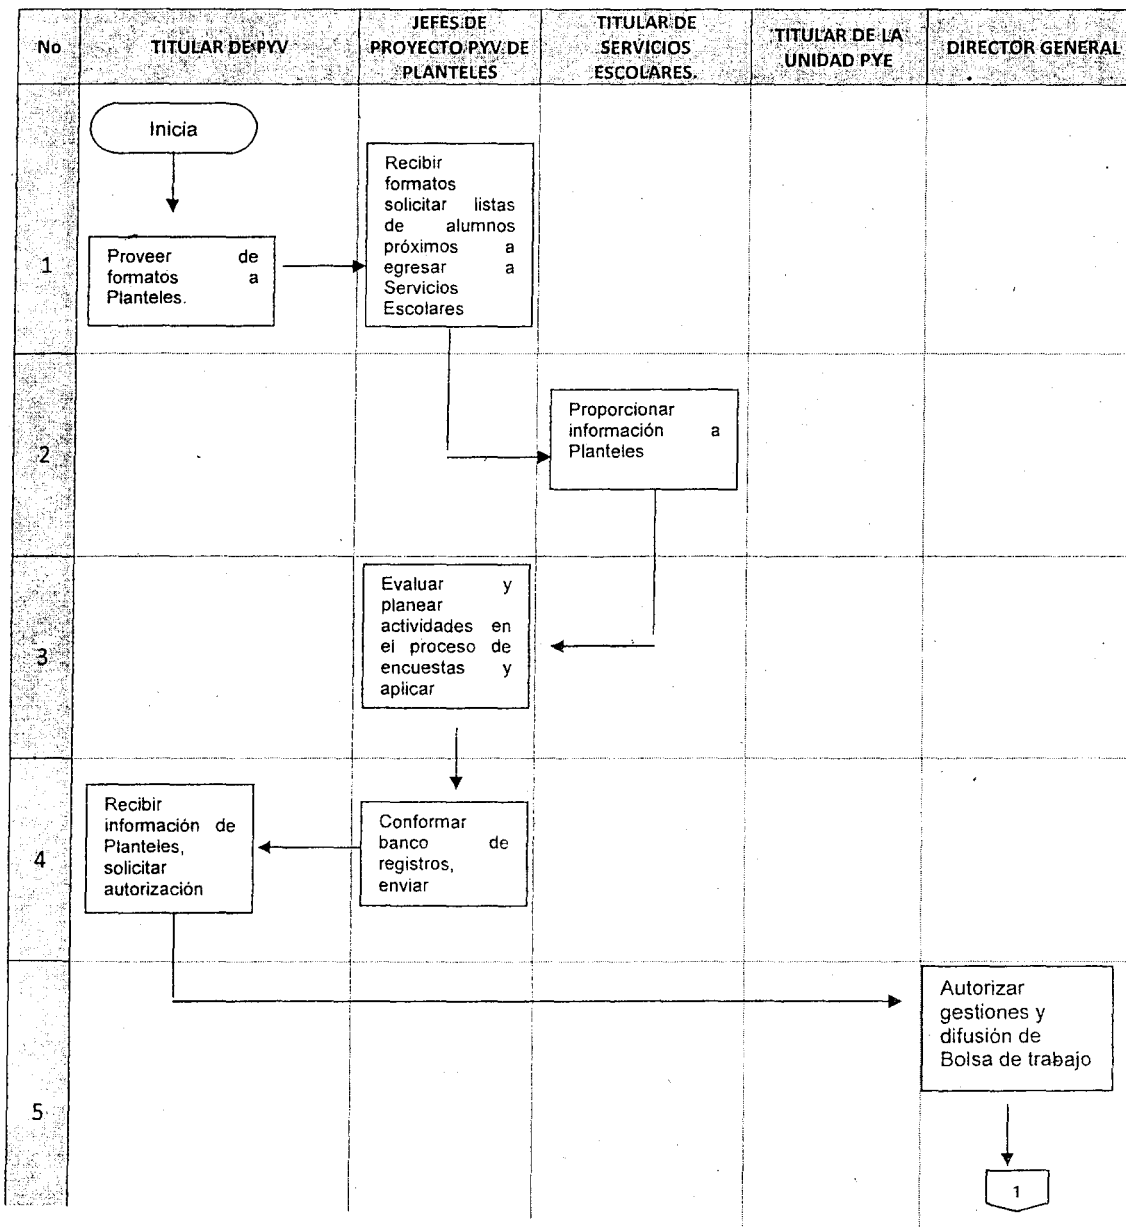 No
TITULAR DE PYV
JEFES DE
PROYECTO PYV DE
PLANTELES
TITULAR DE
SERVICIOS
ESCOLARES.
TITULAR DE LA
UNIDAD PYE
DIRECTOR GENERAL
1
Inicia
Proveer de
formatos a
Planteles.
Recibir
formatos
solicitar listas
de alumnos
próximos a
egresar a
Servicios
Escolares
2
Proporcionar
información a
Planteles
3
Evaluar y
planear
actividades en
el proceso de
encuestas y
aplicar
4
Recibir
información de
Planteles,
solicitar
autorización
Conformar
banco de
registros,
enviar
5
Autorizar
gestiones y
difusión de
Bolsa de trabajo
1